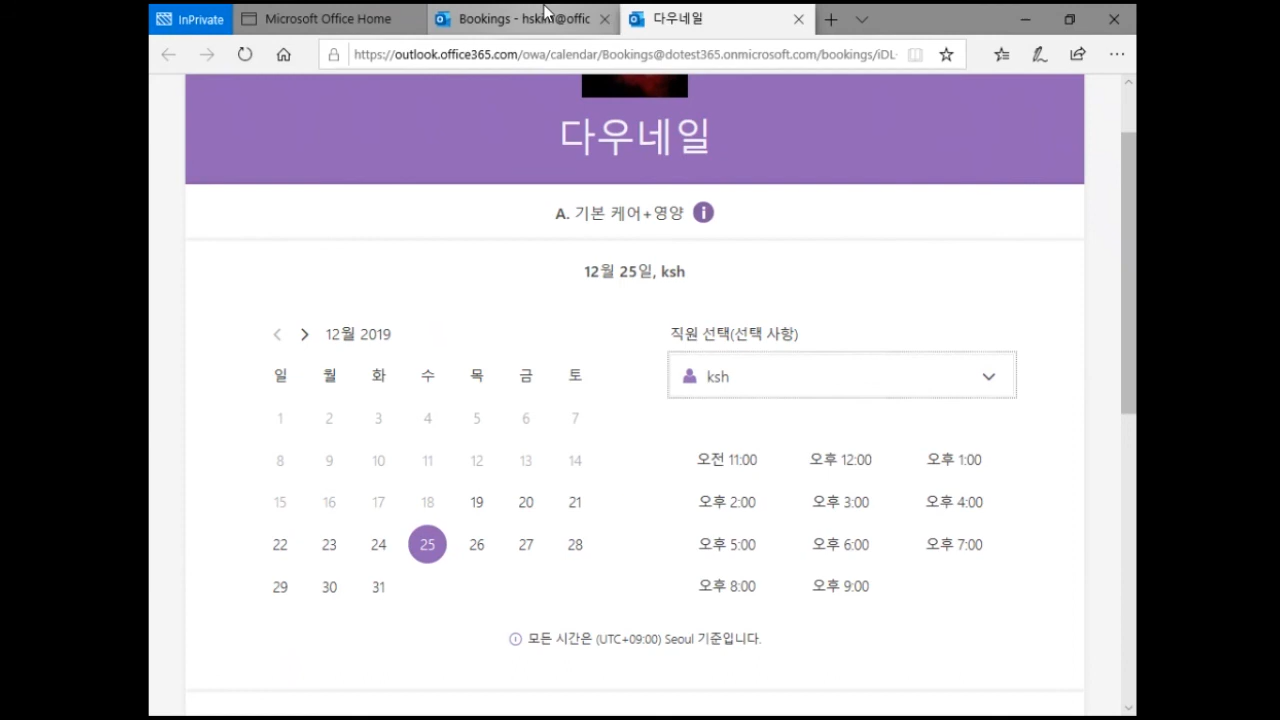 InPrivate
Microsoft Office Home
Bookings - hskim@offic
다우네일
https://outlook.office365.com/owa/calendar/Bookings@dotest365.onmicrosoft.com/bookings/iDL-
다우네일
A. 기본 케어+영양
12월 25일, ksh
12월 2019
일 월 화 수 목 금 토
1 2 3 4 5 6 7
8 9 10 11 12 13 14
15 16 17 18 19 20 21
22 23 24 25 26 27 28
29 30 31
직원 선택(선택 사항)
ksh
오전 11:00 오후 12:00 오후 1:00
오후 2:00 오후 3:00 오후 4:00
오후 5:00 오후 6:00 오후 7:00
오후 8:00 오후 9:00
모든 시간은 (UTC+09:00) Seoul 기준입니다.